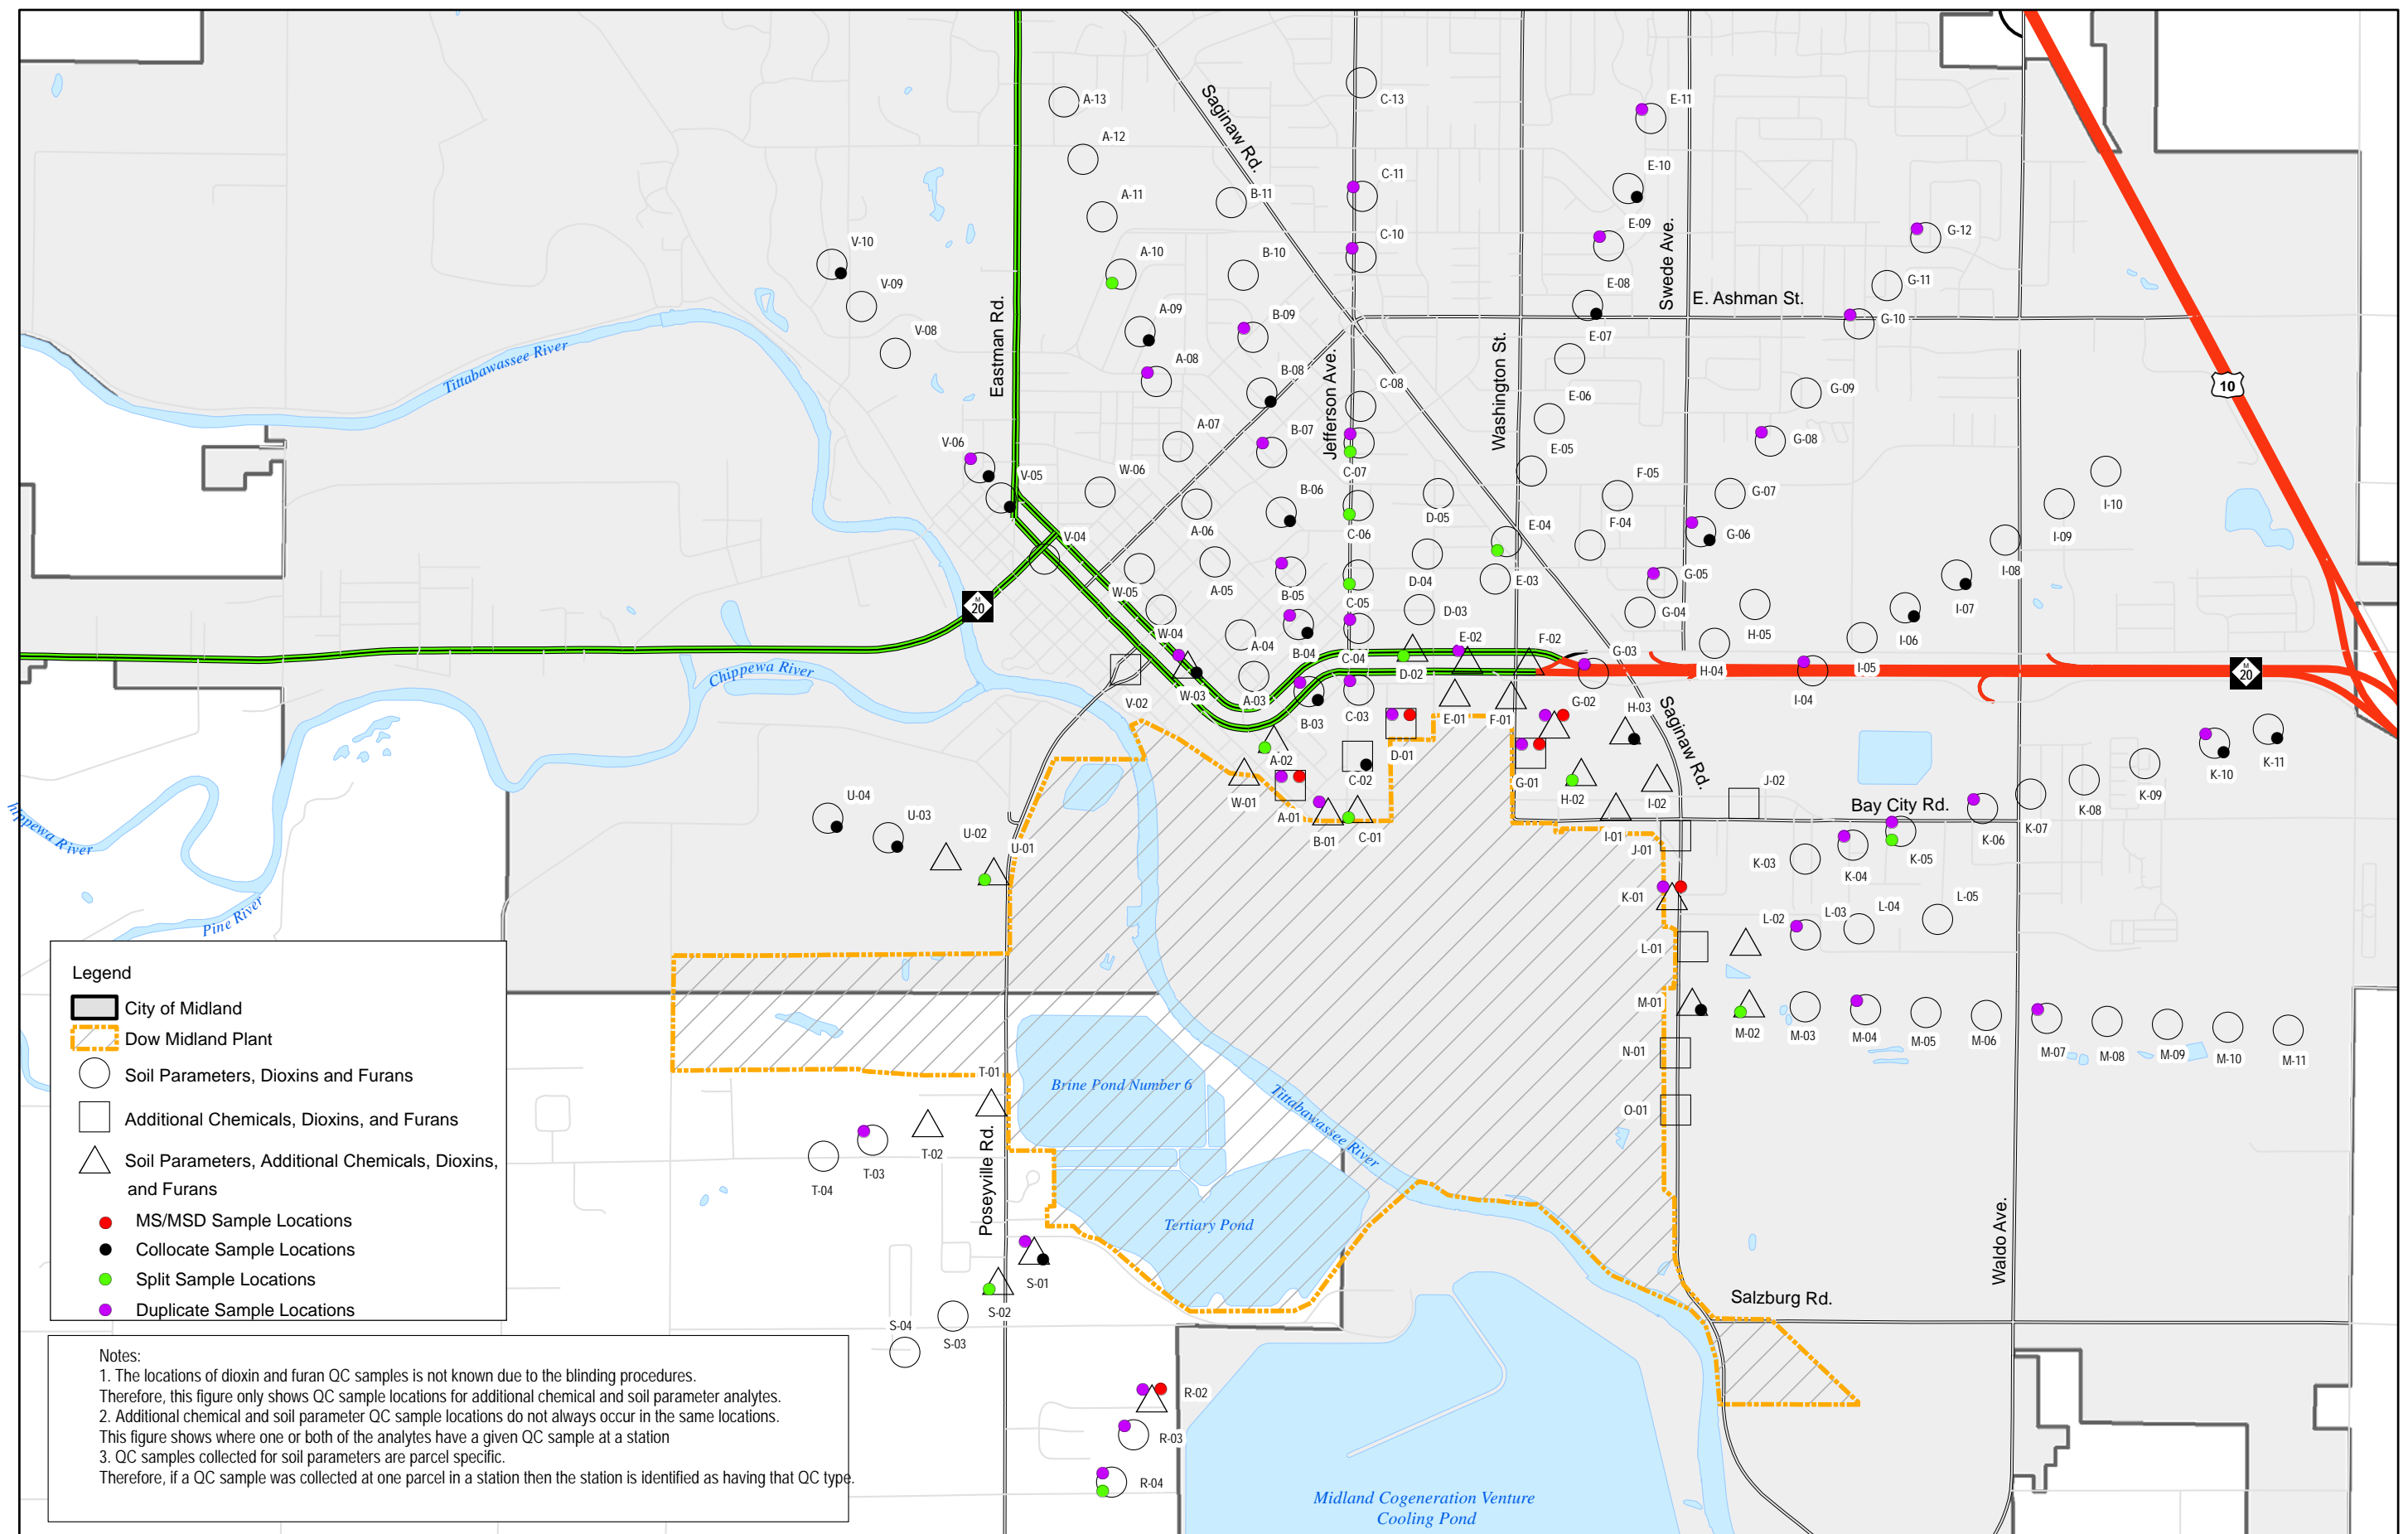 A-13
C-13
Saginaw Rd.
E-11
A-12
E-10
C-11
A-11
B-11
E-09
G-12
C-10
V-10
A-10
B-10
E-08
Swede Ave.
G-11
V-09
E. Ashman St.
A-09
B-09
G-10
V-08
E-07
Tittabawassee River
Eastman Rd.
A-08
B-08
Jefferson Ave.
C-08
Washington St.
G-09
10
E-06
A-07
B-07
G-08
V-06
E-05
W-06
V-05
C-07
F-05
G-07
I-10
B-06
D-05
A-06
E-04
F-04
C-06
V-04
G-06
I-09
I-08
G-05
D-04
E-03
A-05
W-05
B-05
C-05
M
20
D-03
G-04
I-07
W-04
A-04
E-02
F-02
H-05
I-06
B-04
C-04
G-03
Chippewa River
D-02
H-04
I-05
M
20
W-03
V-02
A-03
I-04
B-03
C-03
E-01
F-01
G-02
H-03
Saginaw Rd.
D-01
A-02
C-02
G-01
K-11
K-10
W-01
H-02
I-02
J-02
K-09
U-04
Bay City Rd.
K-08
hippewa River
U-03
A-01
K-07
U-02
U-01
B-01
C-01
I-01
J-01
K-06
K-03
K-05
K-04
Pine River
K-01
L-05
L-04
L-03
L-02
L-01
M-01
M-02
M-03
M-04
M-05
M-06
M-07
M-08
M-09
M-10
M-11
N-01
T-01
Brine Pond Number 6
Tittabawassee River
O-01
T-02
T-03
T-04
Poseyville Rd.
Tertiary Pond
Waldo Ave.
S-01
Salzburg Rd.
S-02
S-04
S-03
R-02
R-03
R-04
Midland Cogeneration Venture
Cooling Pond
Legend
City of Midland
Dow Midland Plant
Soil Parameters, Dioxins and Furans
Additional Chemicals, Dioxins, and Furans
Soil Parameters, Additional Chemicals, Dioxins,
and Furans
MS/MSD Sample Locations
Collocate Sample Locations
Split Sample Locations
Duplicate Sample Locations
Notes:
1. The locations of dioxin and furan QC samples is not known due to the blinding procedures.
Therefore, this figure only shows QC sample locations for additional chemical and soil parameter analytes.
2. Additional chemical and soil parameter QC sample locations do not always occur in the same locations.
This figure shows where one or both of the analytes have a given QC sample at a station
3. QC samples collected for soil parameters are parcel specific.
Therefore, if a QC sample was collected at one parcel in a station then the station is identified as having that QC type.